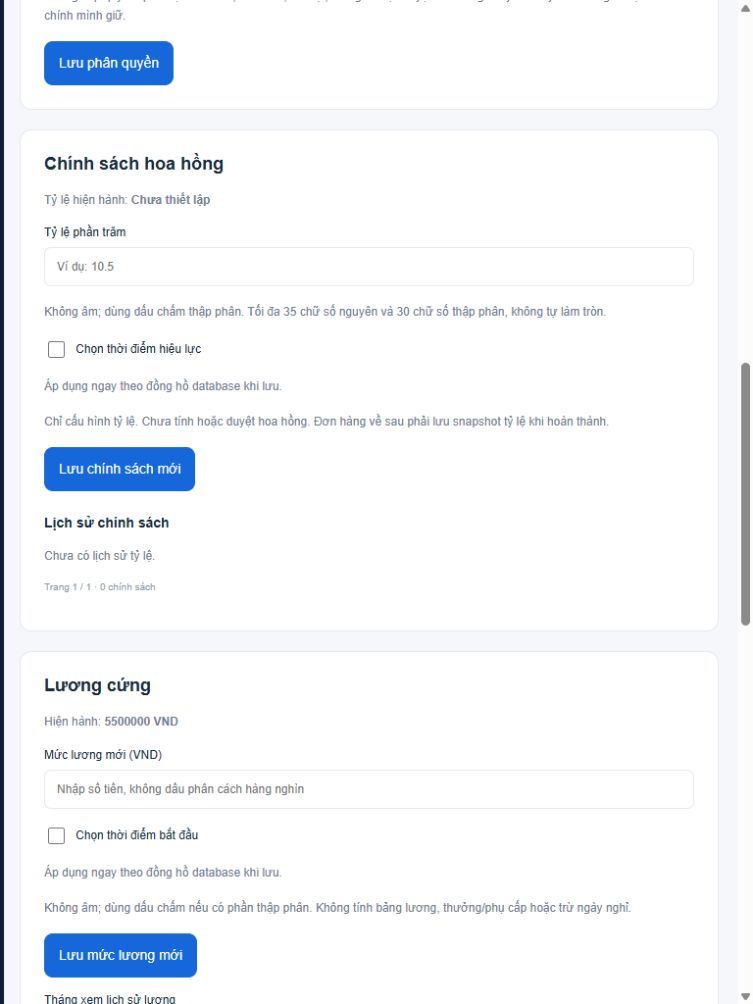 chính mình giữ.
Lưu phân quyền
Chính sách hoa hồng
Tỷ lệ hiện hành: Chưa thiết lập
Tỷ lệ phần trăm
Ví dụ: 10.5
Không âm; dùng dấu chấm thập phân. Tối đa 35 chữ số nguyên và 30 chữ số thập phân, không tự làm tròn.
Chọn thời điểm hiệu lực
Áp dụng ngay theo đồng hồ database khi lưu.
Chỉ cấu hình tỷ lệ. Chưa tính hoặc duyệt hoa hồng. Đơn hàng về sau phải lưu snapshot tỷ lệ khi hoàn thành.
Lưu chính sách mới
Lịch sử chính sách
Chưa có lịch sử tỷ lệ.
Trang 1 / 1 · 0 chính sách
Lương cứng
Hiện hành: 5500000 VND
Mức lương mới (VND)
Nhập số tiền, không dấu phân cách hàng nghìn
Chọn thời điểm bắt đầu
Áp dụng ngay theo đồng hồ database khi lưu.
Không âm; dùng dấu chấm nếu có phần thập phân. Không tính bảng lương, thưởng/phụ cấp hoặc trừ ngày nghỉ.
Lưu mức lương mới
Tháng xem lịch sử lương